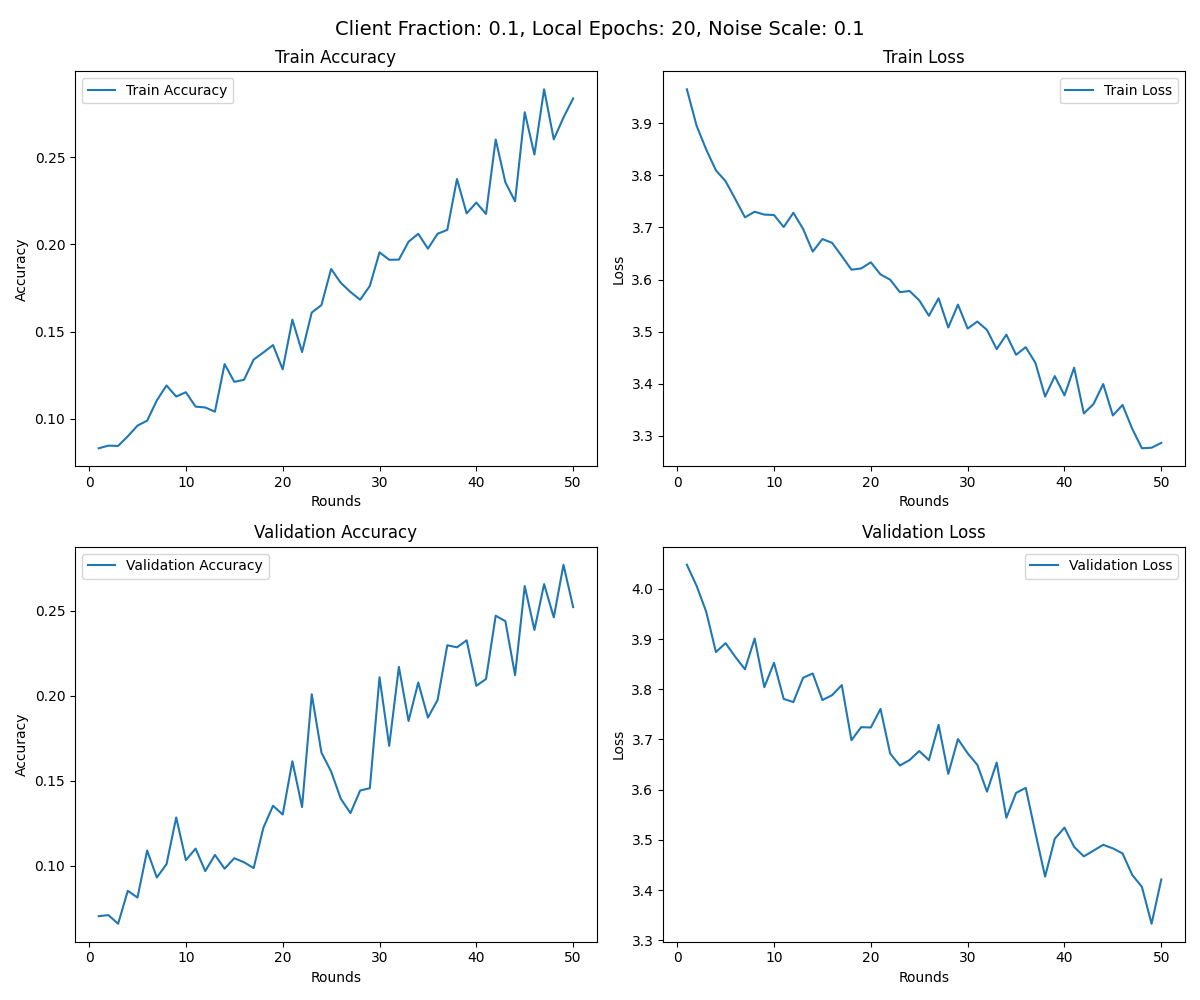 Client Fraction: 0.1, Local Epochs: 20, Noise Scale: 0.1
Train Accuracy
Train Accuracy
0.25
0.20
0.15
0.10
Accuracy
0 10 20 30 40 50
Rounds
Train Loss
Train Loss
3.9
3.8
3.7
3.6
3.5
3.4
3.3
Loss
0 10 20 30 40 50
Rounds
Validation Accuracy
Validation Accuracy
0.25
0.20
0.15
0.10
Accuracy
0 10 20 30 40 50
Rounds
Validation Loss
Validation Loss
4.0
3.9
3.8
3.7
3.6
3.5
3.4
3.3
Loss
0 10 20 30 40 50
Rounds